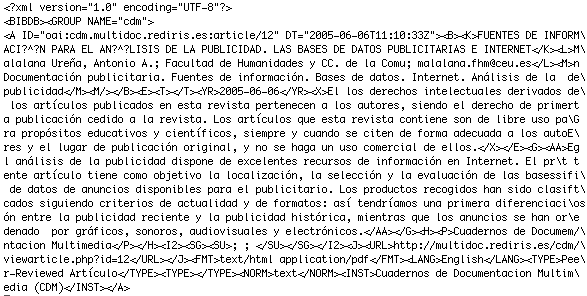 <?xml version="1.0" encoding="UTF-8"?>
<BIBDB><GROUP NAME="cdm">
<A ID="oai:cdm.multidoc.rediris.es:article/12" DT="2005-06-06T11:10:33Z"><B><K>FUENTES DE INFORM\
ACI?^?N PARA EL AN?^?LISIS DE LA PUBLICIDAD. LAS BASES DE DATOS PUBLICITARIAS E INTERNET</K><L>M\
alalana Ureña, Antonio A.; Facultad de Humanidades y CC. de la Comu; malalana.fhm@ceu.es</L><M>n
Documentación publicitaria. Fuentes de información. Bases de datos. Internet. Análisis de la  de\
publicidad</M><M/></B><E><T></T><YR>2005-06-06</YR><X>El los derechos intelectuales derivados de\
 los artículos publicados en esta revista pertenecen a los autores, siendo el derecho de primert
a publicación cedido a la revista. Los artículos que esta revista contiene son de libre uso pa\G
ra propósitos educativos y científicos, siempre y cuando se citen de forma adecuada a los autoE\
res y el lugar de publicación original, y no se haga un uso comercial de ellos.</X></E><G><AA>Eg
l análisis de la publicidad dispone de excelentes recursos de información en Internet. El pr\t t
ente artículo tiene como objetivo la localización, la selección y la evaluación de las basessifi\
 de datos de anuncios disponibles para el publicitario. Los productos recogidos han sido clasift\
cados siguiendo criterios de actualidad y de formatos: así tendríamos una primera diferenciaci\os
ón entre la publicidad reciente y la publicidad histórica, mientras que los anuncios se han or\e
denado  por gráficos, sonoros, audiovisuales y electrónicos.</AA></G><H><P>Cuadernos de Documem/\
ntacion Multimedia</P></H><I2><SG><SU>; ; </SU></SG></I2><J><URL>http://multidoc.rediris.es/cdm/\
viewarticle.php?id=12</URL></J><FMT>text/html application/pdf</FMT><LANG>English</LANG><TYPE>Pee\
r-Reviewed Artículo</TYPE><TYPE></TYPE><NORM>text</NORM><INST>Cuadernos de Documentacion Multim\
edia (CDM)</INST></A>